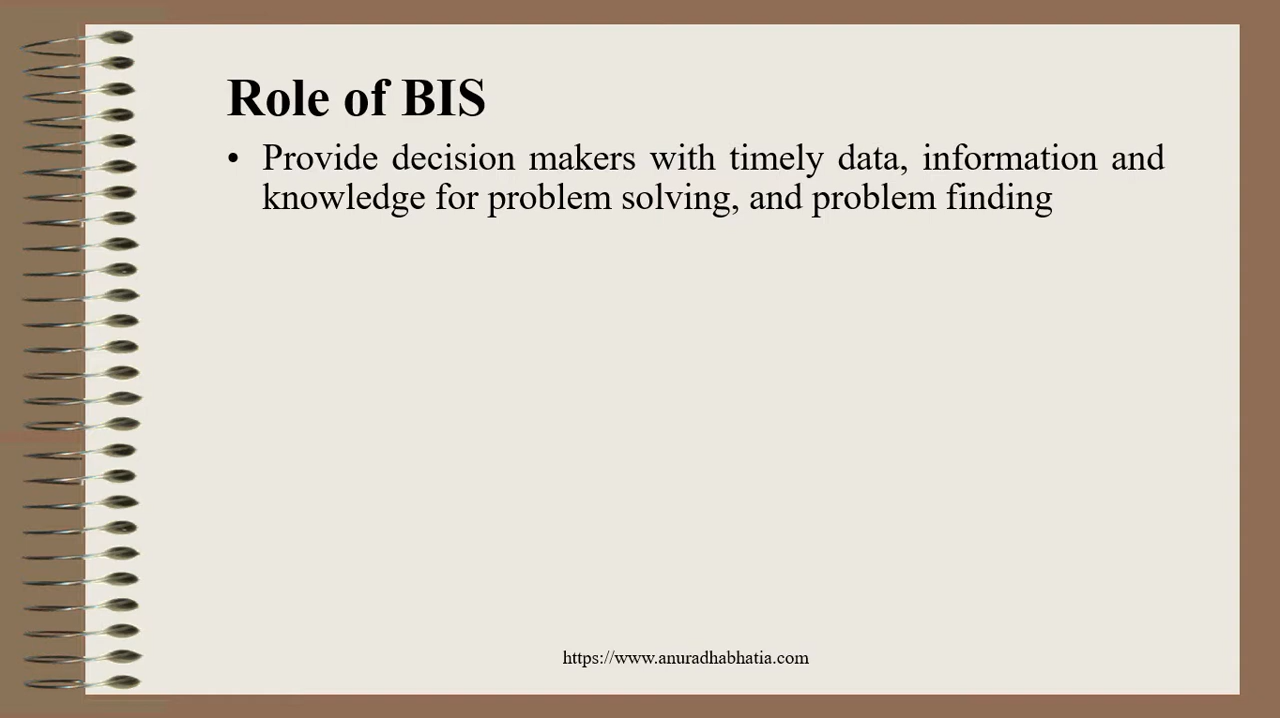 Role of BIS
• Provide decision makers with timely data, information and
knowledge for problem solving, and problem finding
https://www.anuradhabhatia.com